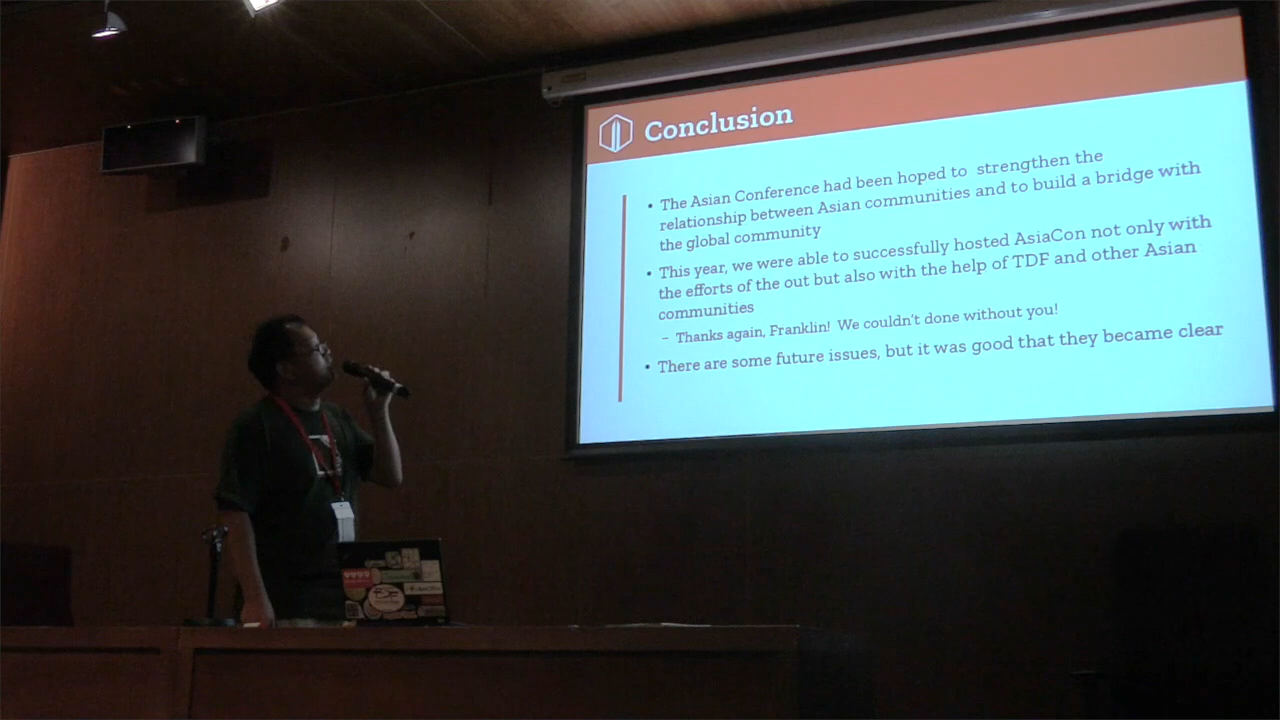 Conclusion
• The Asian Conference had been hoped to strengthen the
relationship between Asian communities and to build a bridge with
the global community
• This year, we were able to successfully hosted AsiaCon not only with
the efforts of the out but also with the help of TDF and other Asian
communities
– Thanks again, Franklin! We couldn't done without you!
• There are some future issues, but it was good that they became clear